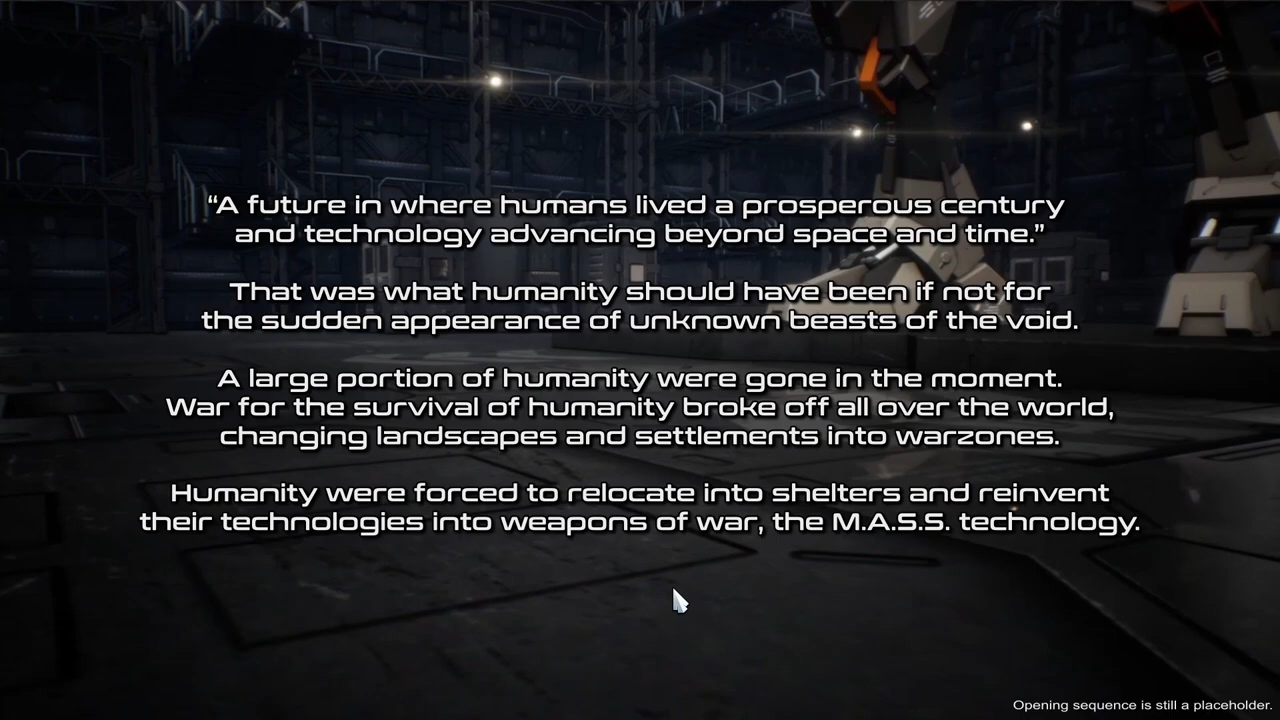 “A future in where humans lived a prosperous century
and technology advancing beyond space and time.”
That was what humanity should have been if not for
the sudden appearance of unknown beasts of the void.
A large portion of humanity were gone in the moment.
War for the survival of humanity broke off all over the world,
changing landscapes and settlements into warzones.
Humanity were forced to relocate into shelters and reinvent
their technologies into weapons of war, the M.A.S.S. technology.
Opening sequence is still a placeholder.